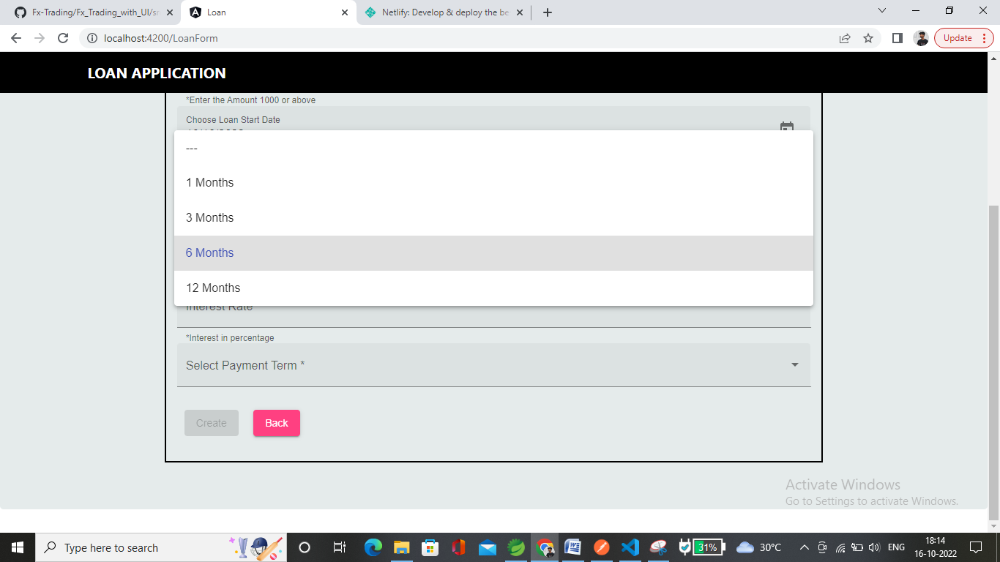 Fx-Trading/Fx_Trading_with_UI/sr
Loan
Netlify: Develop & deploy the be
localhost:4200/LoanForm
Update
LOAN APPLICATION
*Enter the Amount 1000 or above
Choose Loan Start Date
---
1 Months
3 Months
6 Months
12 Months
Interest Rate
*Interest in percentage
Select Payment Term *
Create
Back
Activate Windows
Go to Settings to activate Windows.
Type here to search
31%
30°C
ENG
18:14
16-10-2022